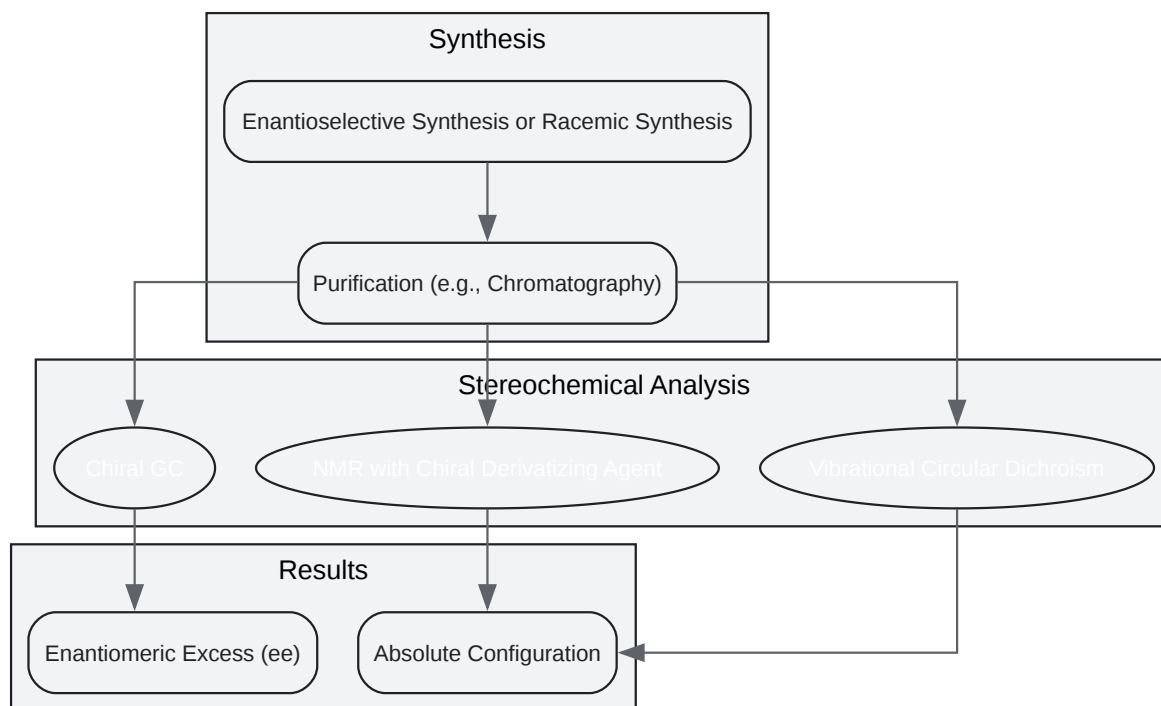 Synthesis
Enantioselective Synthesis or Racemic Synthesis
Purification (e.g., Chromatography)
Stereochemical Analysis
Chiral GC
NMR with Chiral Derivatizing Agent
Vibrational Circular Dichroism
Results
Enantiomeric Excess (ee)
Absolute Configuration